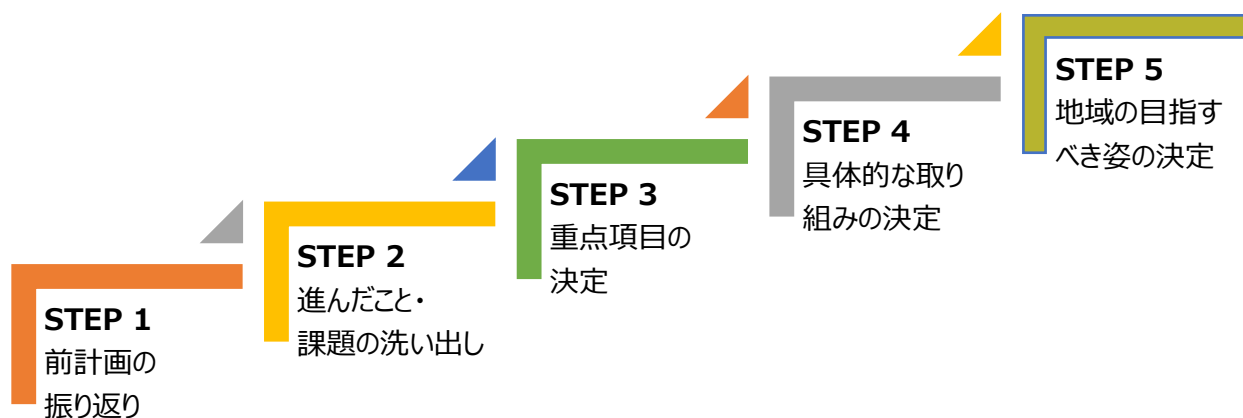 STEP 1
前計画の
振り返り
STEP 2
進んだこと・
課題の洗い出し
STEP 3
重点項目の
決定
STEP 4
具体的な取り
組みの決定
STEP 5
地域の目指す
べき姿の決定